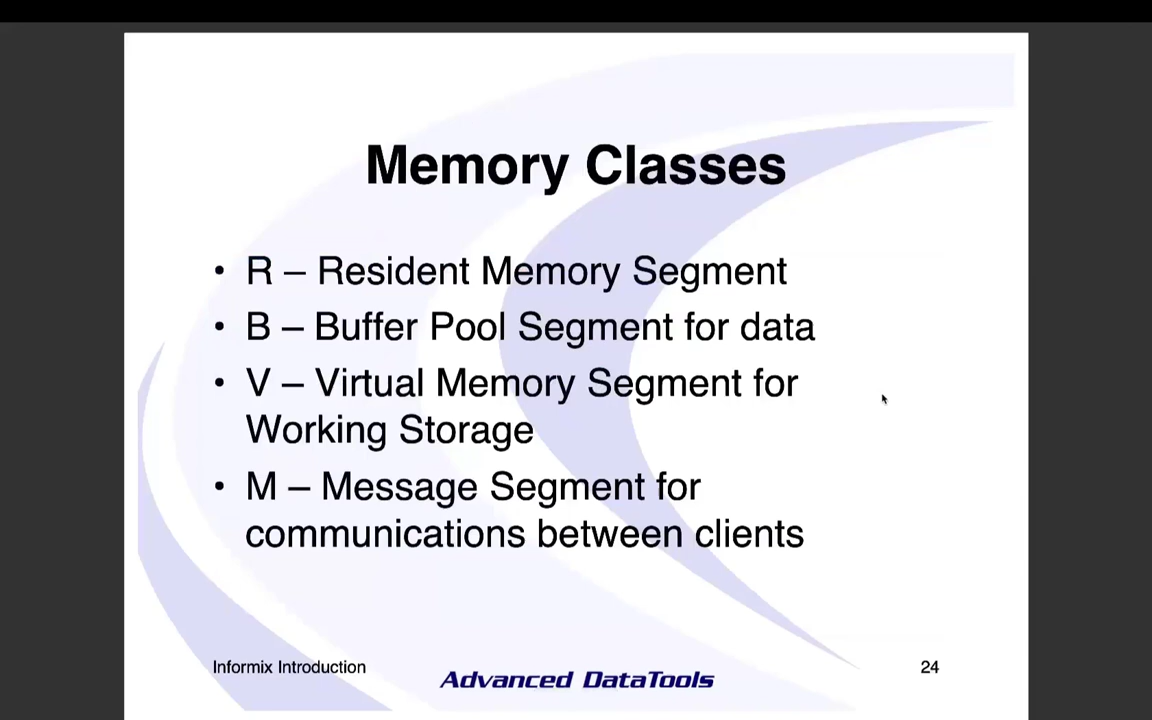 Memory Classes
• R – Resident Memory Segment
• B – Buffer Pool Segment for data
• V – Virtual Memory Segment for
Working Storage
• M – Message Segment for
communications between clients
Informix Introduction
Advanced DataTools
24